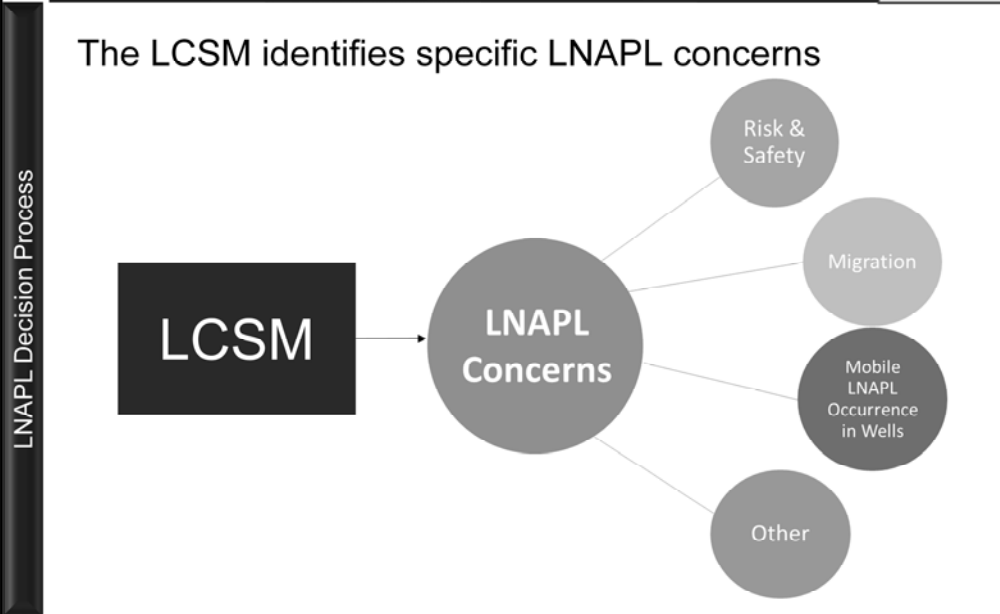 The LCSM identifies specific LNAPL concerns
LNAPL Decision Process
LCSM
LNAPL
Concerns
Risk &
Safety
Migration
Mobile
LNAPL
Occurrence
in Wells
Other